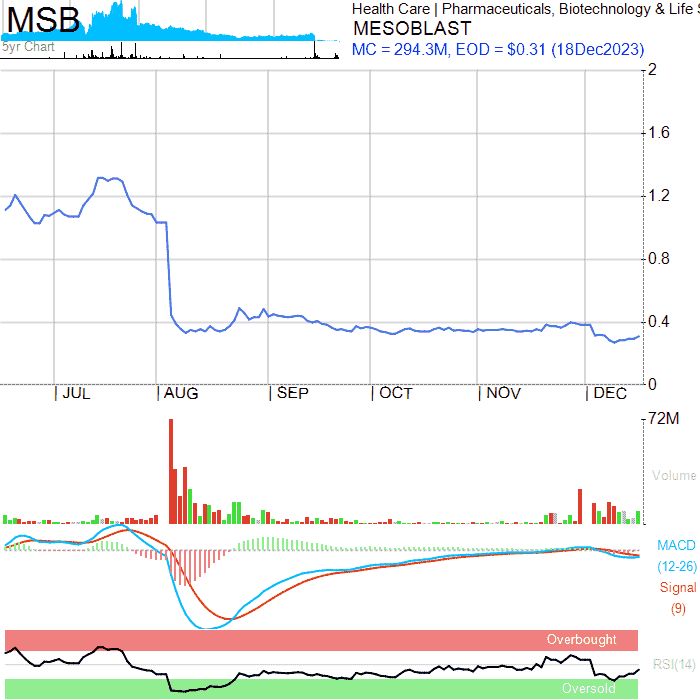 MSB
5yr Chart
Health Care | Pharmaceuticals, Biotechnology & Life S
MESOBLAST
MC = 294.3M, EOD = $0.31 (18Dec2023)
2
1.6
1.2
0.8
0.4
0
JUL
AUG
SEP
OCT
NOV
DEC
72M
Volume
MACD
(12-26)
Signal
(9)
Overbought
RSI(14)
Oversold